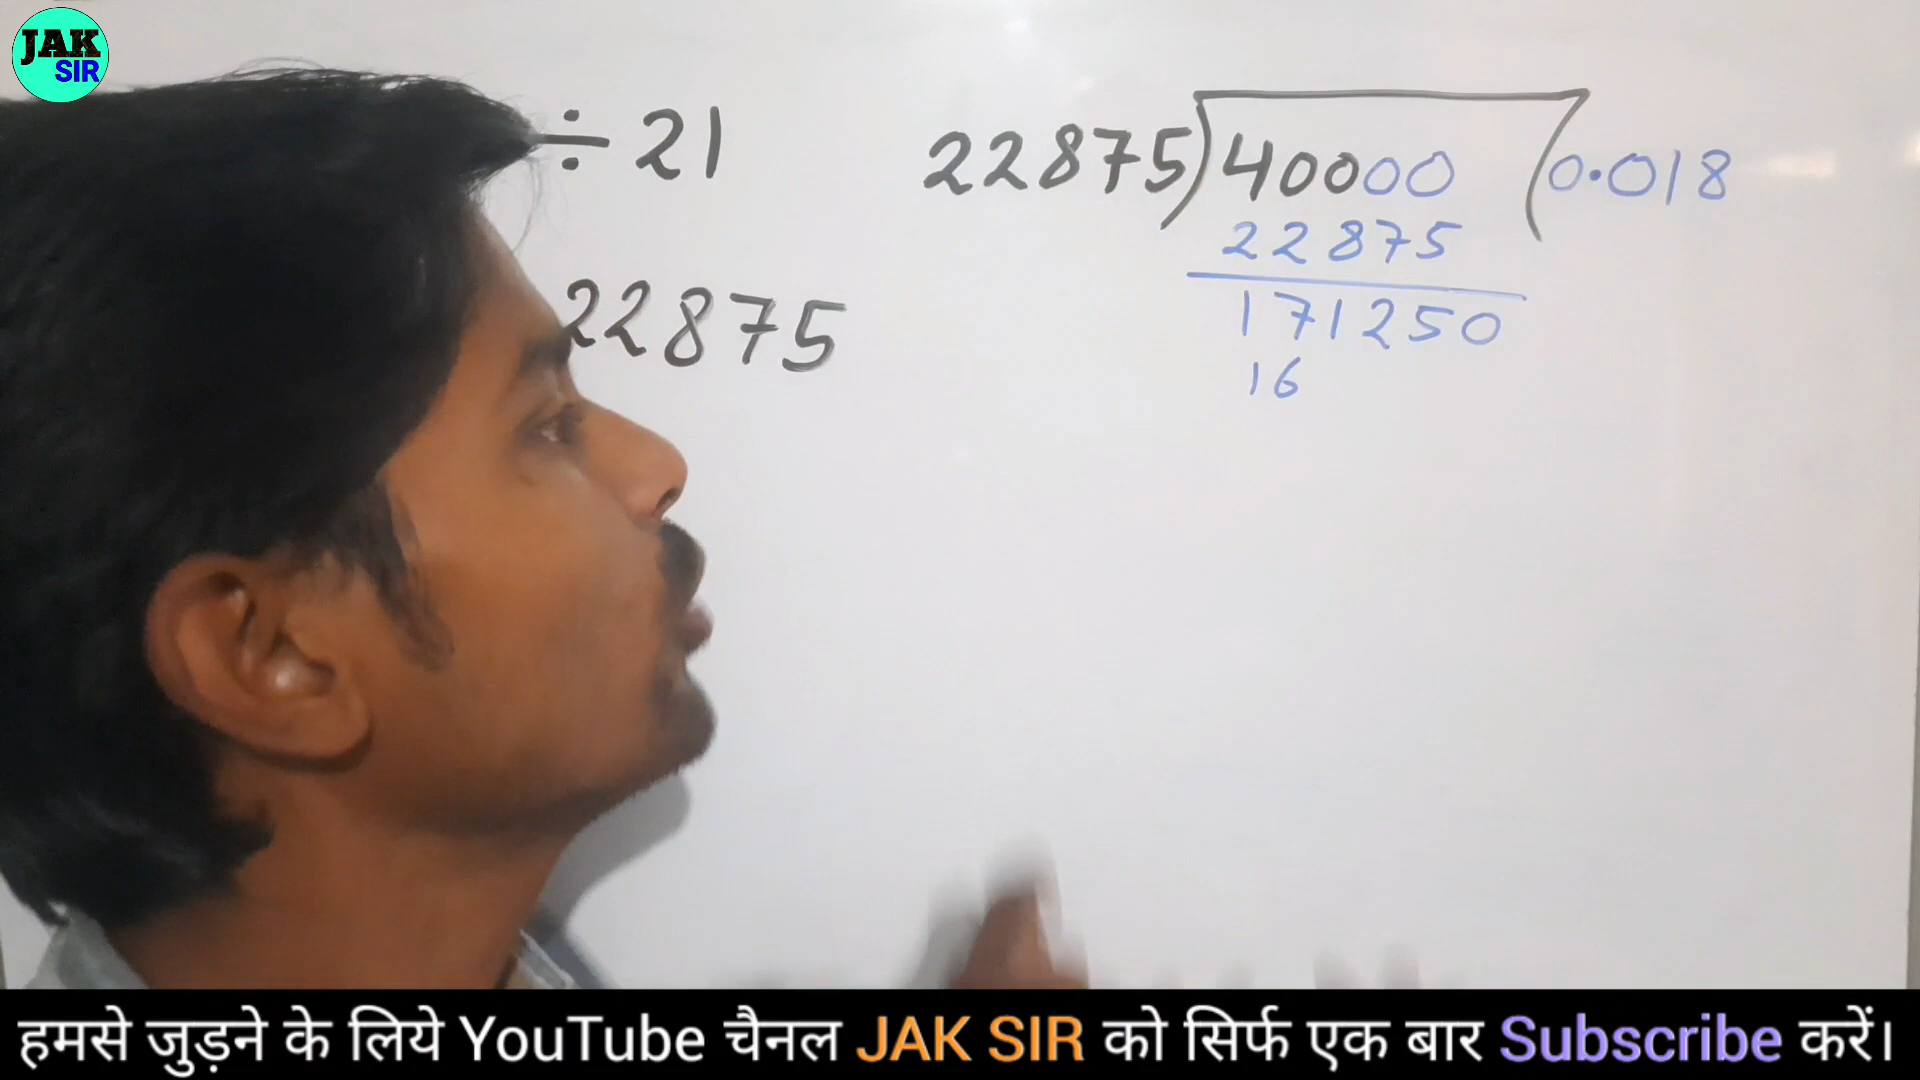 JAK
SIR
÷ 21
22875
22875)40000(0.018
22875
171250
16
हमसे जुड़ने के लिये YouTube चैनल JAK SIR को सिर्फ एक बार Subscribe करें।